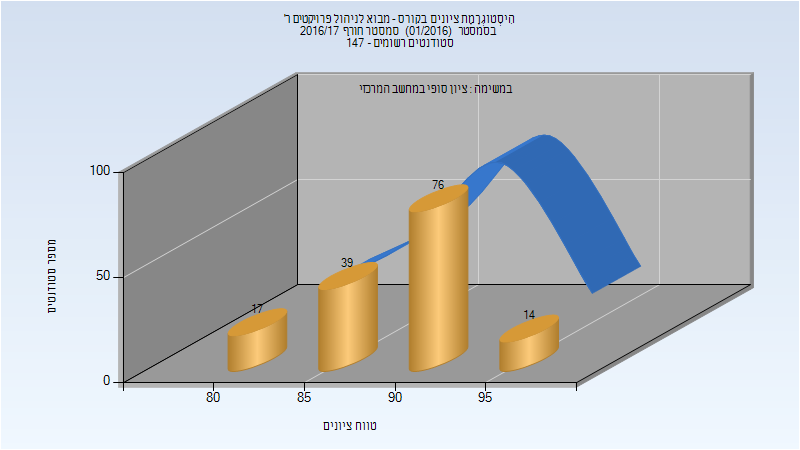 היסטוגרמת ציונים בקורס - מבוא לניהול פרויקטים ר'
בסמסטר (01/2016) סמסטר חורף 2016/17
סטודנטים רשומים - 147
במשימה : ציון סופי במחשב המרכזי
מספר סטודנטים
100
50
0
17
39
76
14
80
85
90
95
טווח ציונים